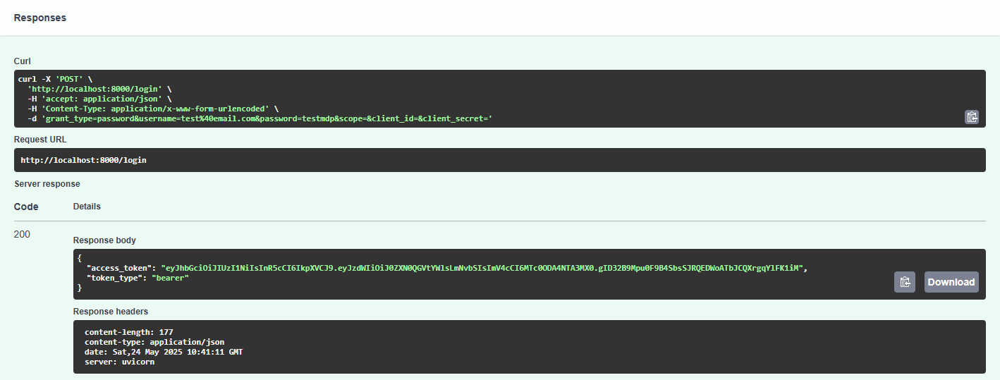 Responses
Curl
curl -X 'POST' \
'http://localhost:8000/login' \
-H 'accept: application/json' \
-H 'Content-Type: application/x-www-form-urlencoded' \
-d 'grant_type=password&username=test%40email.com&password=testmdp&scope=&client_id=&client_secret='
Request URL
http://localhost:8000/login
Server response
Code Details
200
Response body
{
"access_token": "eyJhbGciOiJIUzI1NiIsInR5cCI6IkpXVCJ9.eyJzdWIiOiJ0ZXN0QGVtYWlsLmNvbSIsImV4cCI6MTc0ODA4NTA3MX0.gID32B9Mpu0F9B4SbsSJRQEDWoATbJCQXrgqYlFK1iM",
"token_type": "bearer"
}
Download
Response headers
content-length: 177
content-type: application/json
date: Sat,24 May 2025 10:41:11 GMT
server: uvicorn